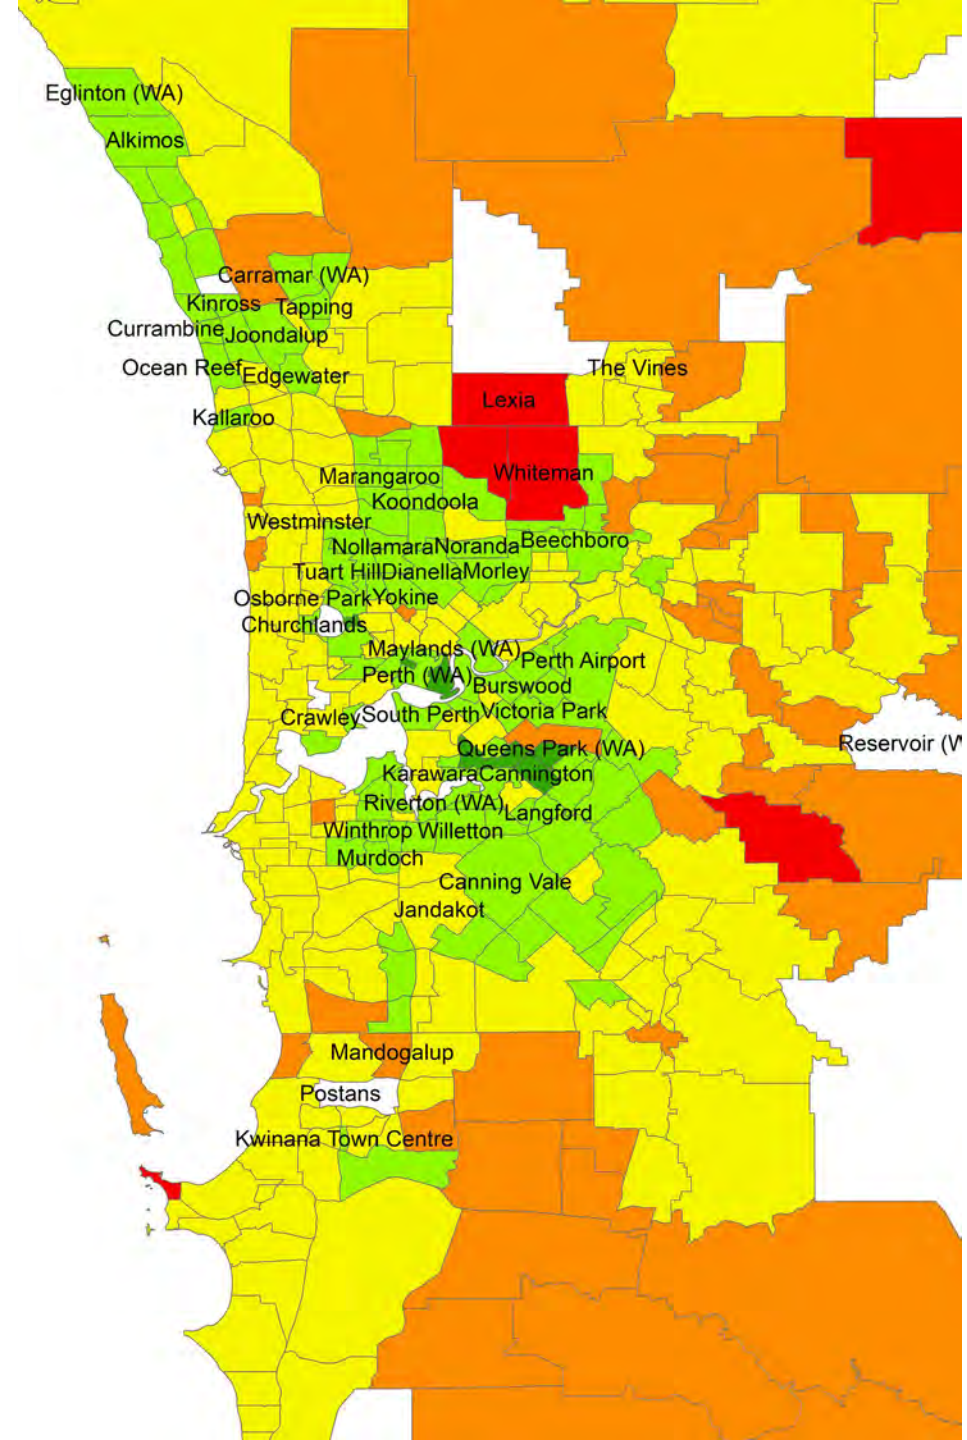 Eglinton (WA)
Alkimos
Carramar (WA)
Kinross Tapping
Currambine Joondalup
Ocean Reef Edgewater
The Vines
Lexia
Kallaroo
Marangaroo Whiteman
Koondoola
Westminster
Nollamara Noranda Beechboro
Tuart Hill Dianella Morley
Osborne Park Yokine
Churchlands
Maylands (WA) Perth Airport
Perth (WA) Burswood
Crawley South Perth Victoria Park
Queens Park (WA) Reservoir (W
Karawara Cannington
Riverton (WA) Langford
Winthrop Willetton
Murdoch
Canning Vale
Jandakot
Mandogalup
Postans
Kwinana Town Centre